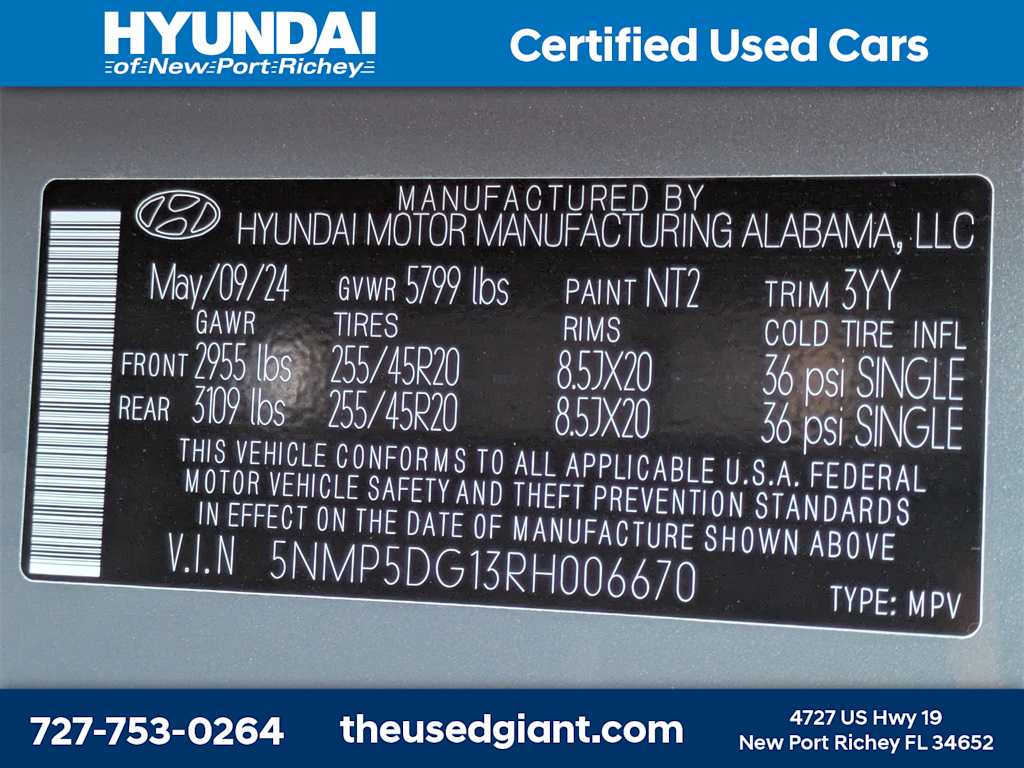 HYUNDAI
of New Port Richey
Certified Used Cars
MANUFACTURED BY
HYUNDAI MOTOR MANUFACTURING ALABAMA, LLC
May/09/24 GVWR 5799 lbs PAINT NT2 TRIM 3YY
GAWR TIRES RIMS COLD TIRE INFL
FRONT 2955 lbs 255/45R20 8.5JX20 36 psi SINGLE
REAR 3109 lbs 255/45R20 8.5JX20 36 psi SINGLE
THIS VEHICLE CONFORMS TO ALL APPLICABLE U.S.A. FEDERAL
MOTOR VEHICLE SAFETY AND THEFT PREVENTION STANDARDS
IN EFFECT ON THE DATE OF MANUFACTURE SHOWN ABOVE
V.I.N 5NMP5DG13RH006670
TYPE: MPV
727-753-0264
theusedgiant.com
4727 US Hwy 19
New Port Richey FL 34652